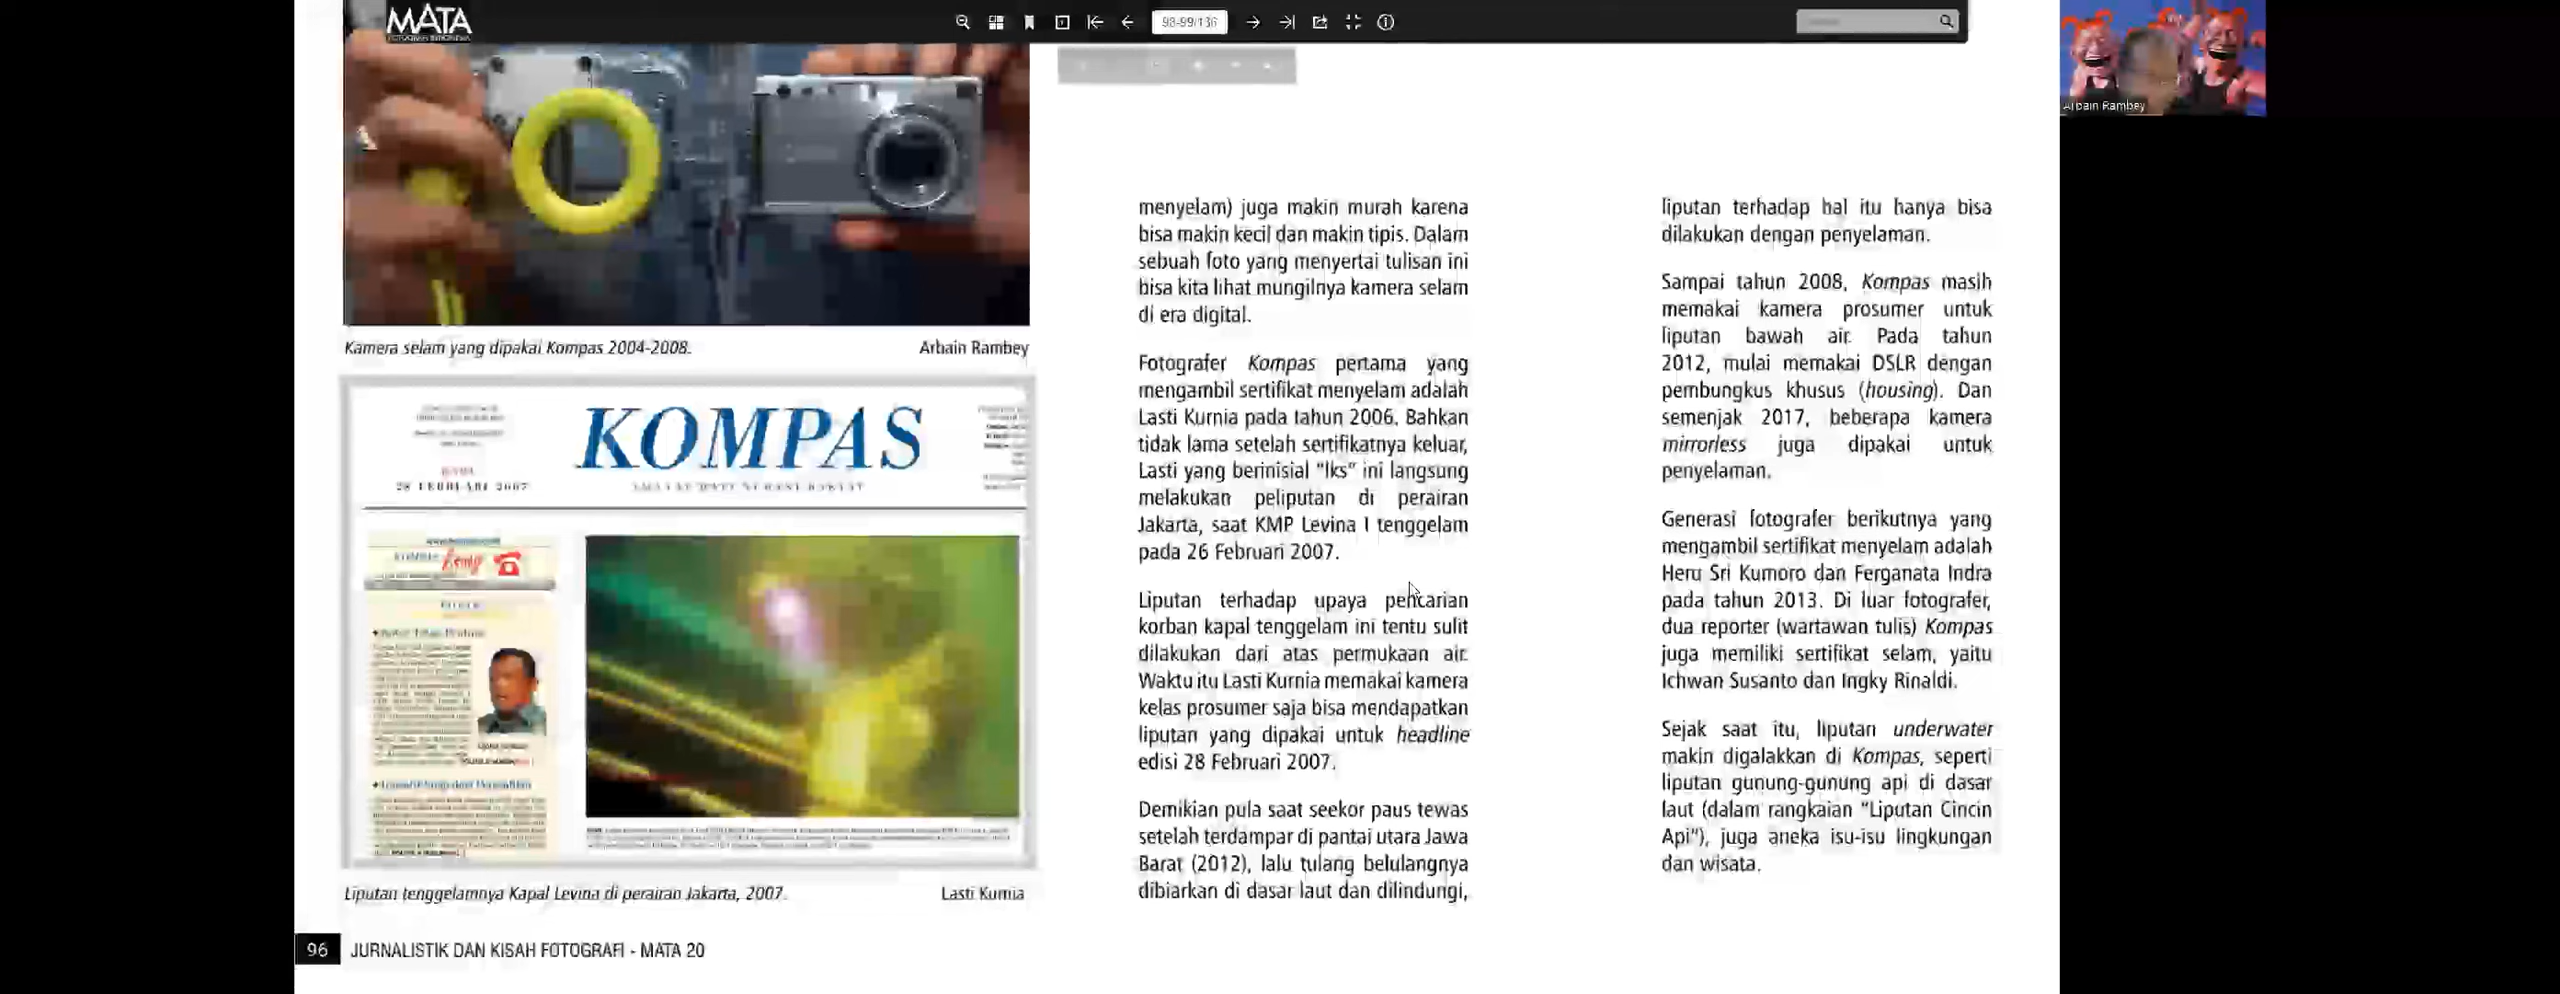 MATA
98-99/136
Arbain Rambey
Kamera selam yang dipakai Kompas 2004-2008. Arbain Rambey
KOMPAS
28 FEBRUARI 2007
Liputan tenggelamnya Kapal Levina di perairan Jakarta, 2007. Lasti Kurnia
96 JURNALISTIK DAN KISAH FOTOGRAFI - MATA 20
menyelam) juga makin murah karena
bisa makin kecil dan makin tipis. Dalam
sebuah foto yang menyertai tulisan ini
bisa kita lihat mungilnya kamera selam
di era digital.
Fotografer Kompas pertama yang
mengambil sertifikat menyelam adalah
Lasti Kurnia pada tahun 2006. Bahkan
tidak lama setelah sertifikatnya keluar,
Lasti yang berinisial "lks" ini langsung
melakukan peliputan di perairan
Jakarta, saat KMP Levina I tenggelam
pada 26 Februari 2007.
Liputan terhadap upaya pencarian
korban kapal tenggelam ini tentu sulit
dilakukan dari atas permukaan air.
Waktu itu Lasti Kurnia memakai kamera
kelas prosumer saja bisa mendapatkan
liputan yang dipakai untuk headline
edisi 28 Februari 2007.
Demikian pula saat seekor paus tewas
setelah terdampar di pantai utara Jawa
Barat (2012), lalu tulang belulangnya
dibiarkan di dasar laut dan dilindungi,
liputan terhadap hal itu hanya bisa
dilakukan dengan penyelaman.
Sampai tahun 2008, Kompas masih
memakai kamera prosumer untuk
liputan bawah air. Pada tahun
2012, mulai memakai DSLR dengan
pembungkus khusus (housing). Dan
semenjak 2017, beberapa kamera
mirrorless juga dipakai untuk
penyelaman.
Generasi fotografer berikutnya yang
mengambil sertifikat menyelam adalah
Heru Sri Kumoro dan Ferganata Indra
pada tahun 2013. Di luar fotografer,
dua reporter (wartawan tulis) Kompas
juga memiliki sertifikat selam, yaitu
Ichwan Susanto dan Ingky Rinaldi.
Sejak saat itu, liputan underwater
makin digalakkan di Kompas, seperti
liputan gunung-gunung api di dasar
laut (dalam rangkaian "Liputan Cincin
Api"), juga aneka isu-isu lingkungan
dan wisata.